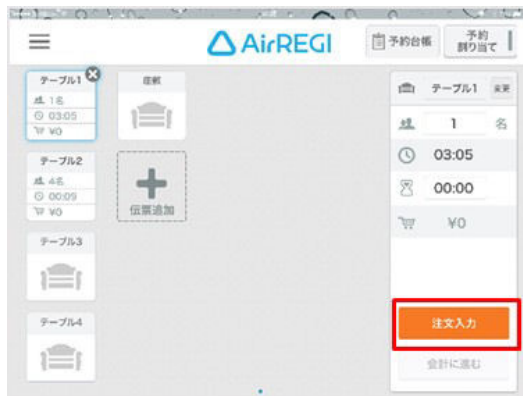 AirREGI
予約台帳
予約
割り当て
テーブル1
1名
03:05
¥0
座敷
テーブル2
4名
00:09
¥0
伝票追加
テーブル3
テーブル4
テーブル1
変更
1 名
03:05
00:00
¥0
注文入力
会計に進む